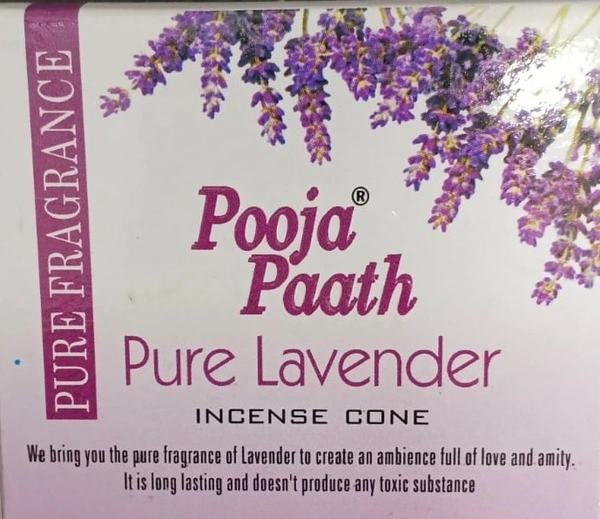 PURE FRAGRANCE
Pooja®
Paath
Pure Lavender
INCENSE CONE
We bring you the pure fragrance of Lavender to create an ambience full of love and amity.
It is long lasting and doesn't produce any toxic substance